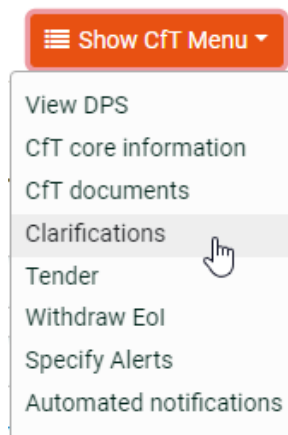 Show CfT Menu
View DPS
CfT core information
CfT documents
Clarifications
Tender
Withdraw EoI
Specify Alerts
Automated notifications